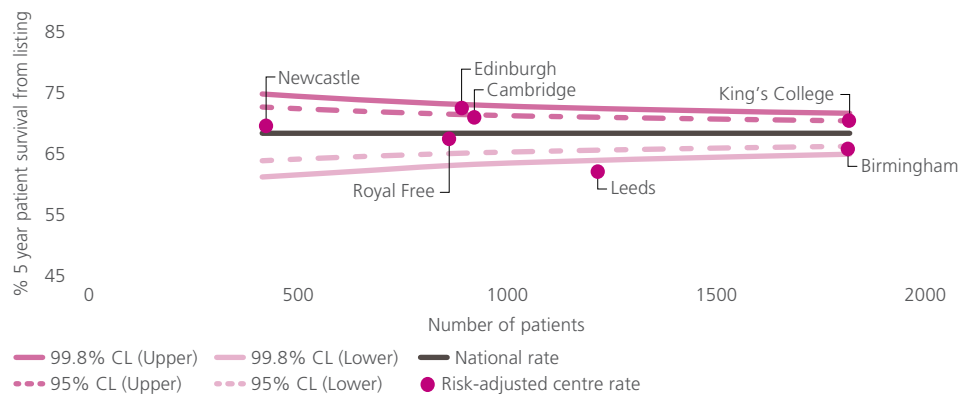 % 5 year patient survival from listing
85
75
65
55
45
Newcastle
Edinburgh
Cambridge
King's College
Royal Free
Leeds
Birmingham
0 500 1000 1500 2000
Number of patients
99.8% CL (Upper) 99.8% CL (Lower) National rate
95% CL (Upper) 95% CL (Lower) Risk-adjusted centre rate